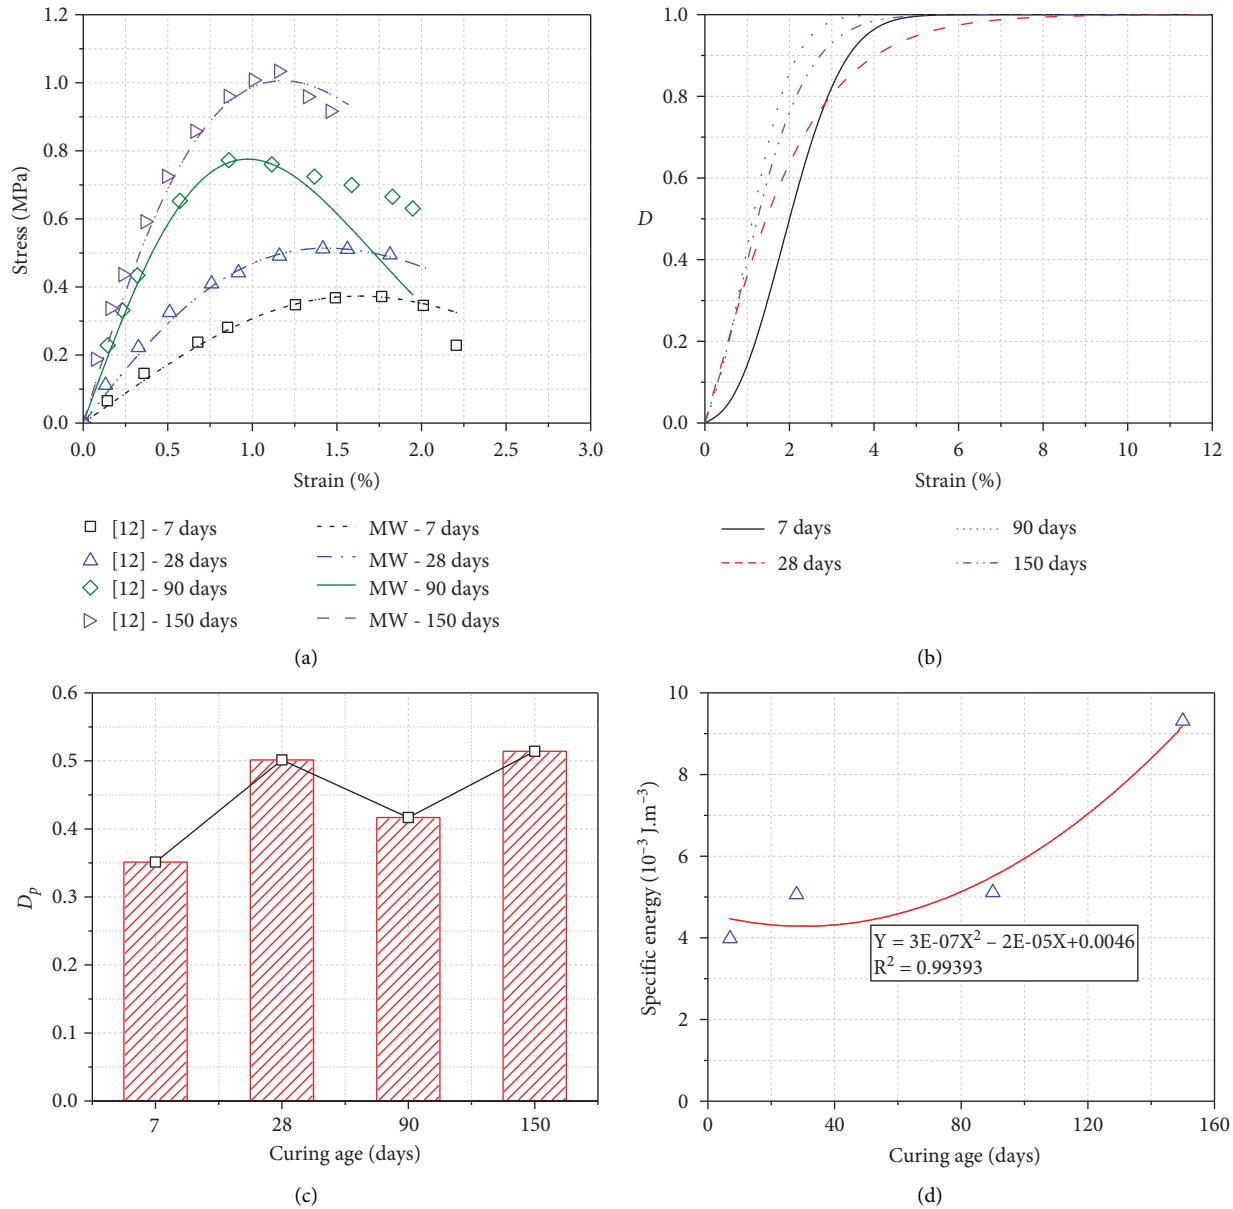 1.2
1.0
0.8
0.6
0.4
0.2
0.0
Stress (MPa)
0.0 0.5 1.0 1.5 2.0 2.5 3.0
Strain (%)
[12] - 7 days
[12] - 28 days
[12] - 90 days
[12] - 150 days
MW - 7 days
MW - 28 days
MW - 90 days
MW - 150 days
(a)
1.0
0.8
0.6
0.4
0.2
0.0
D
0 2 4 6 8 10 12
Strain (%)
7 days
28 days
90 days
150 days
(b)
0.6
0.5
0.4
0.3
0.2
0.1
0.0
Dₚ
7 28 90 150
Curing age (days)
(c)
10
8
6
4
2
0
Specific energy (10⁻³ J.m⁻³)
Y = 3E-07X² – 2E-05X+0.0046
R² = 0.99393
0 40 80 120 160
Curing age (days)
(d)